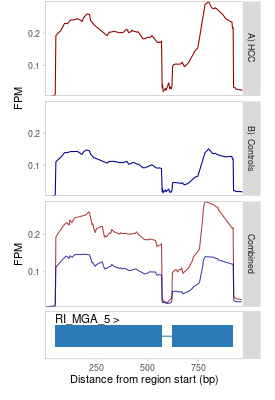 0.2
0.1
A) HCC
FPM
0.2
0.1
B) Controls
0.2
0.1
Combined
FPM
RI_MGA_5 >
250 500 750
Distance from region start (bp)